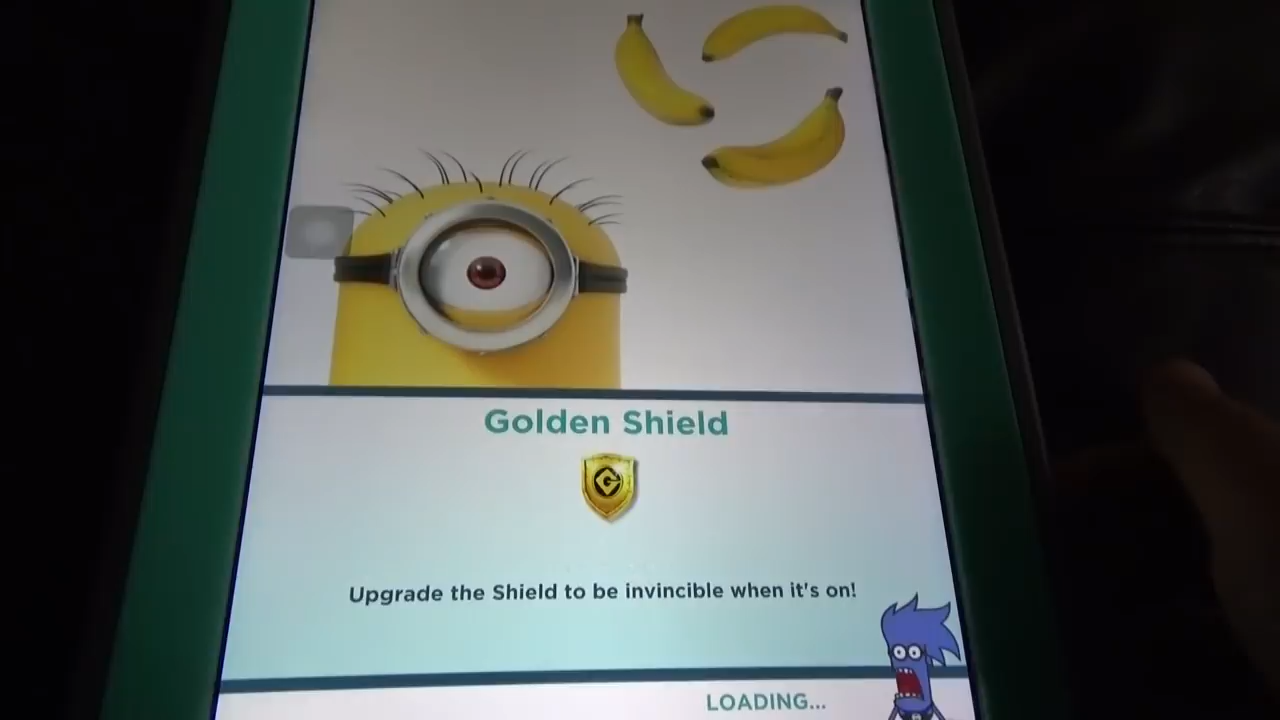 Golden Shield
G
Upgrade the Shield to be invincible when it's on!
LOADING...